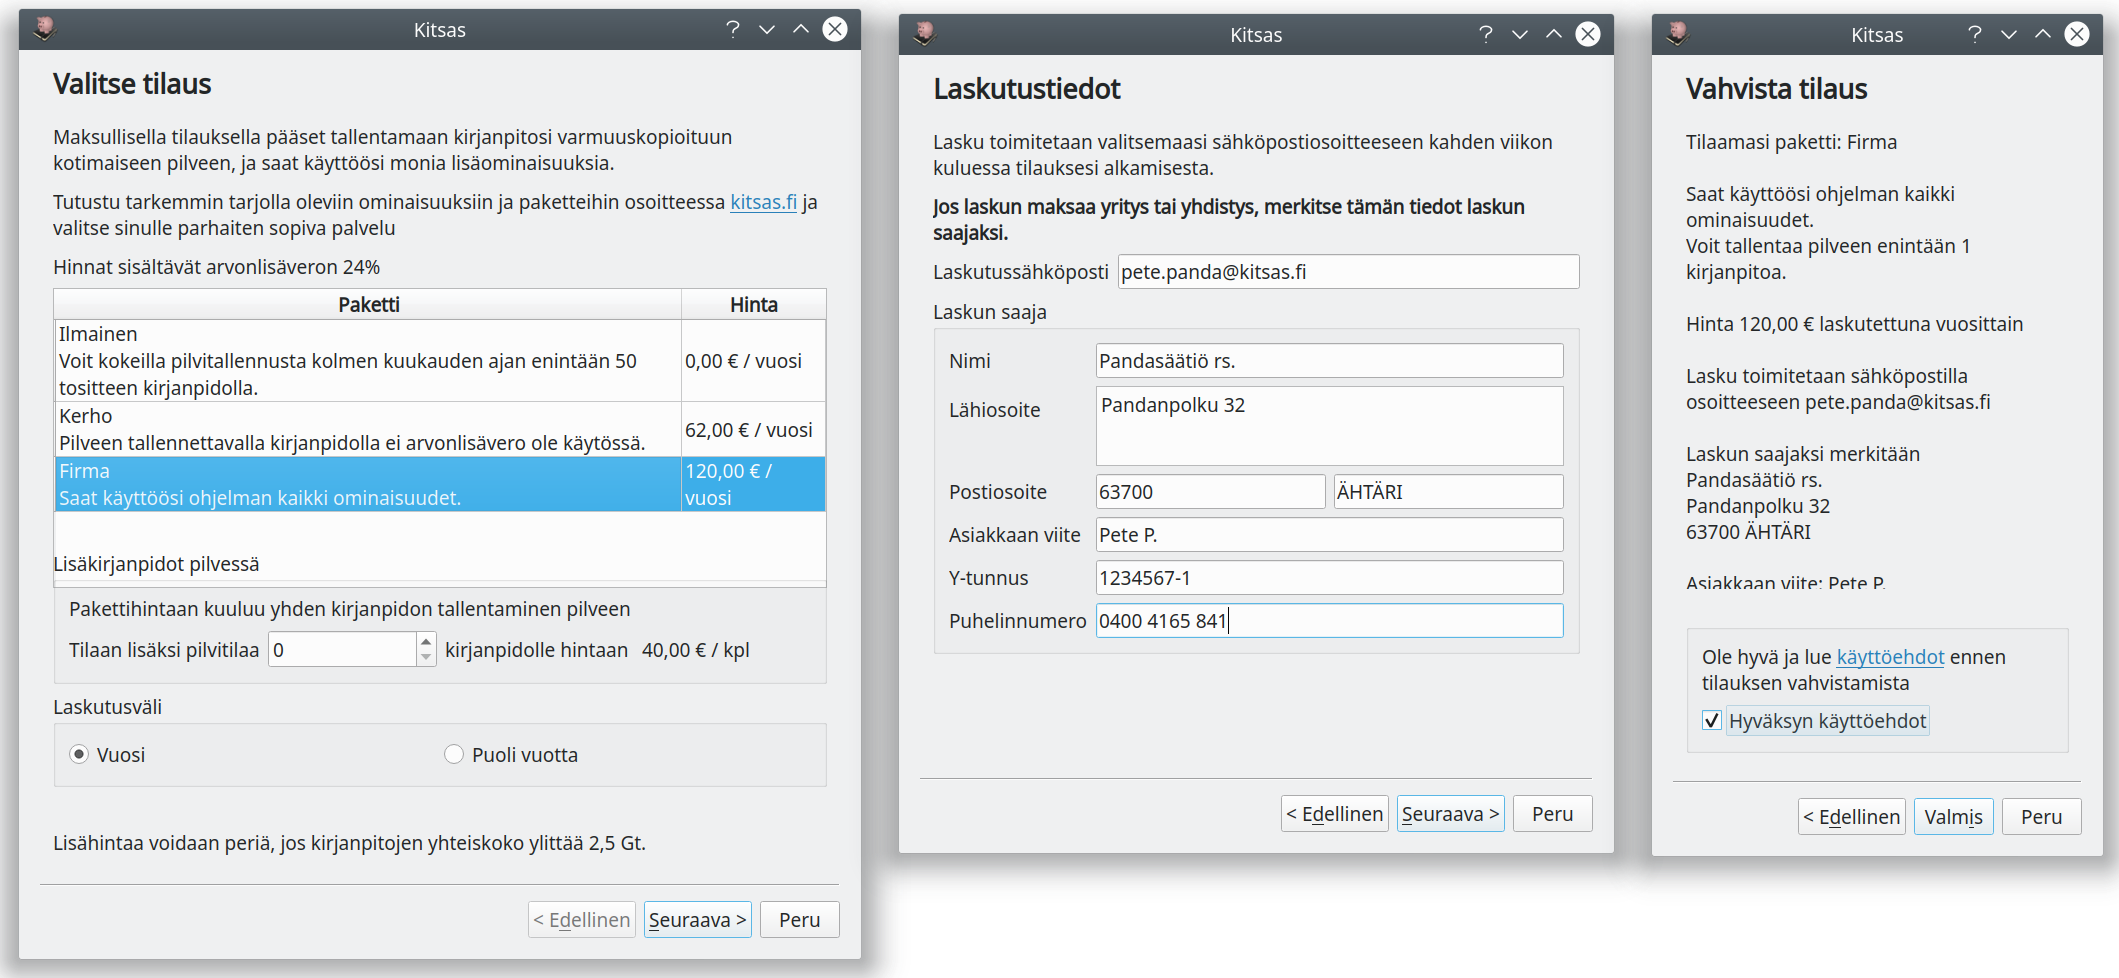 Kitsas
Valitse tilaus
Maksullisella tilauksella pääset tallentamaan kirjanpitosi varmuuskopioituun
kotimaiseen pilveen, ja saat käyttöösi monia lisäominaisuuksia.
Tutustu tarkemmin tarjolla oleviin ominaisuuksiin ja paketteihin osoitteessa kitsas.fi ja
valitse sinulle parhaiten sopiva palvelu
Hinnat sisältävät arvonlisäveron 24%
Paketti Hinta
Ilmainen
Voit kokeilla pilvitallennusta kolmen kuukauden ajan enintään 50
tositteen kirjanpidolla.
0,00 € / vuosi
Kerho
Pilveen tallennettavalla kirjanpidolla ei arvonlisävero ole käytössä.
62,00 € / vuosi
Firma
Saat käyttöösi ohjelman kaikki ominaisuudet.
120,00 € /
vuosi
Lisäkirjanpidot pilvessä
Pakettihintaan kuuluu yhden kirjanpidon tallentaminen pilveen
Tilaan lisäksi pilvitilaa 0 kirjanpidolle hintaan 40,00 € / kpl
Laskutusväli
Vuosi Puoli vuotta
Lisähintaa voidaan periä, jos kirjanpitojen yhteiskoko ylittää 2,5 Gt.
< Edellinen Seuraava > Peru
Kitsas
Laskutustiedot
Lasku toimitetaan valitsemaasi sähköpostiosoitteeseen kahden viikon
kuluessa tilauksesi alkamisesta.
Jos laskun maksaa yritys tai yhdistys, merkitse tämän tiedot laskun
saajaksi.
Laskutussähköposti pete.panda@kitsas.fi
Laskun saaja
Nimi Pandasäätiö rs.
Lähiosoite Pandanpolku 32
Postiosoite 63700 ÄHTÄRI
Asiakkaan viite Pete P.
Y-tunnus 1234567-1
Puhelinnumero 0400 4165 841
< Edellinen Seuraava > Peru
Kitsas
Vahvista tilaus
Tilaamasi paketti: Firma
Saat käyttöösi ohjelman kaikki
ominaisuudet.
Voit tallentaa pilveen enintään 1
kirjanpitoa.
Hinta 120,00 € laskutettuna vuosittain
Lasku toimitetaan sähköpostilla
osoitteeseen pete.panda@kitsas.fi
Laskun saajaksi merkitään
Pandasäätiö rs.
Pandanpolku 32
63700 ÄHTÄRI
Asiakkaan viite: Pete P.
Ole hyvä ja lue käyttöehdot ennen
tilauksen vahvistamista
Hyväksyn käyttöehdot
< Edellinen Valmis Peru